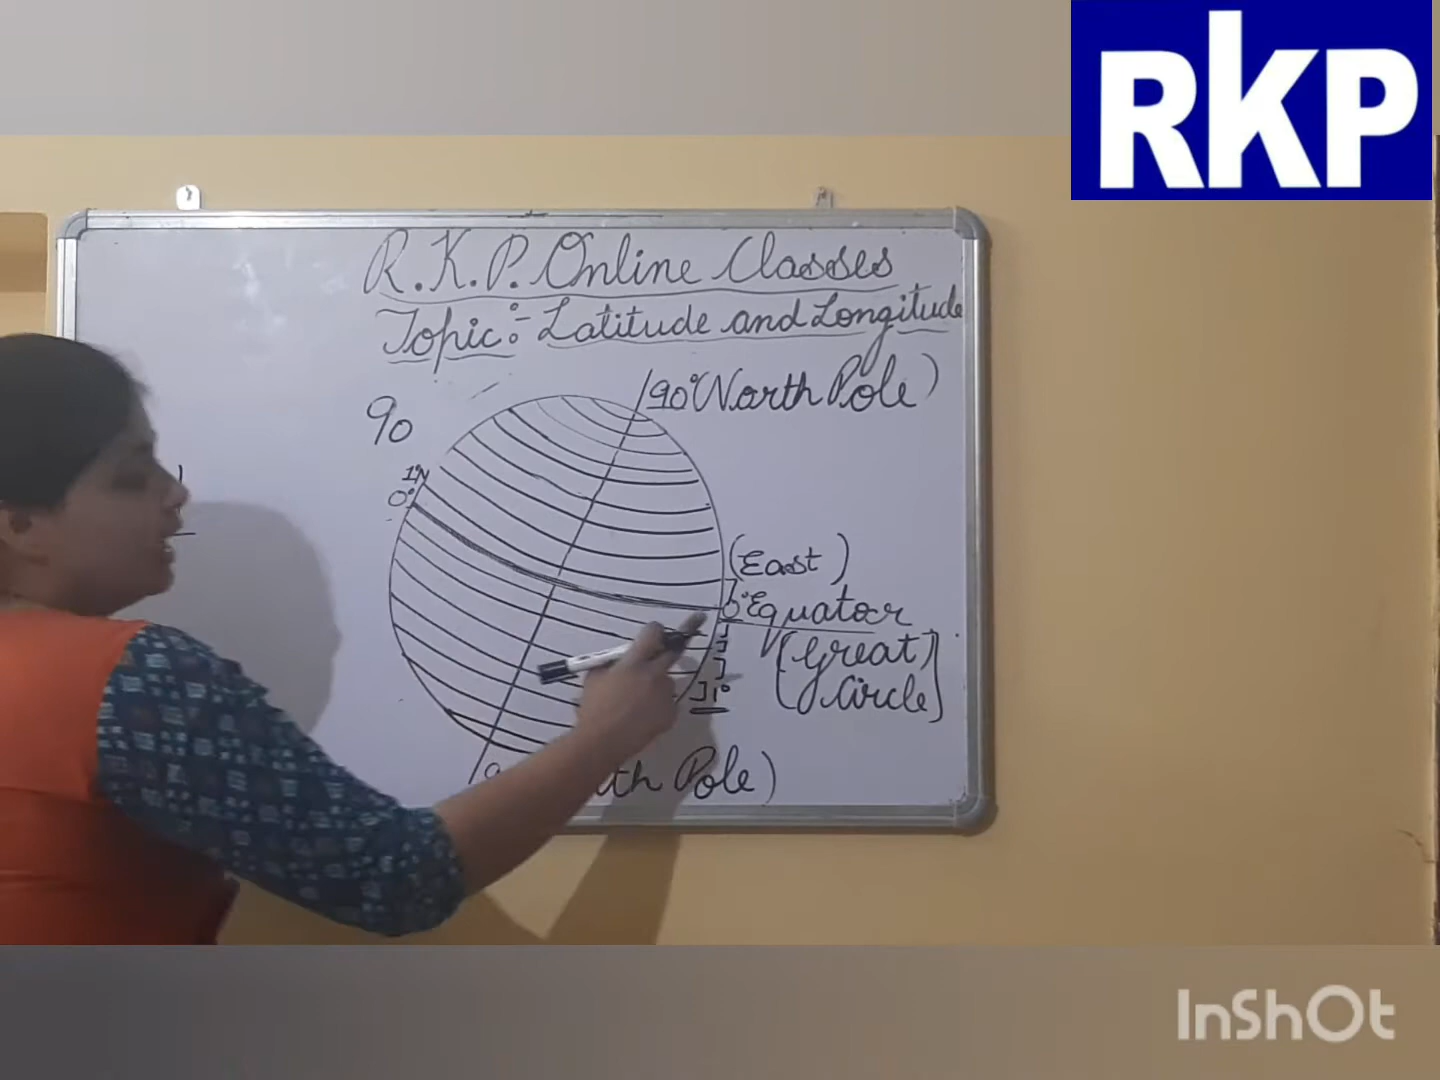 RKP
R.K.P. Online Classes
Topic:- Latitude and Longitude
90°(North Pole)
90
1°N
0°
(East)
0° Equator
[Great]
[Circle]
1°
Pole)
InShOt